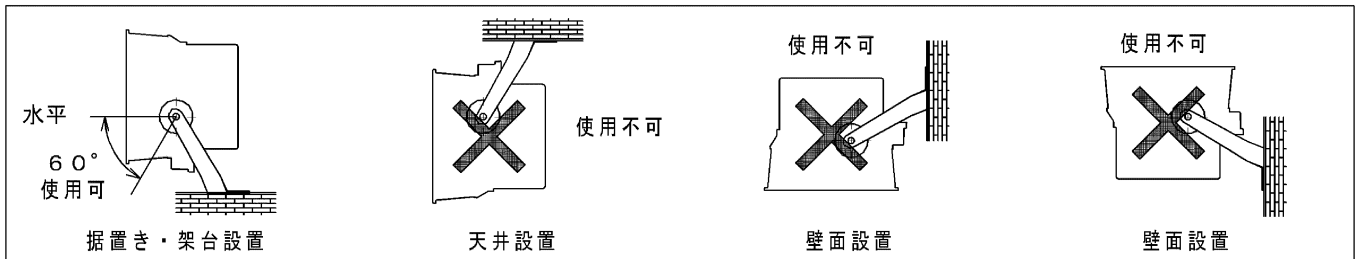 水平
６０°
使用可
据置き・架台設置
使用不可
天井設置
使用不可
壁面設置
使用不可
壁面設置